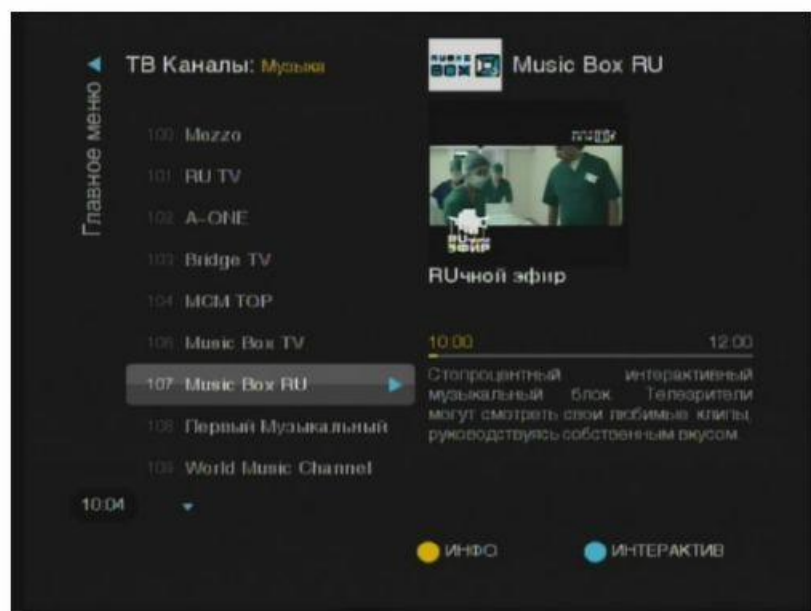 Главное меню
ТВ Каналы: Музыка
100 Mezzo
101 RU TV
102 A-ONE
103 Bridge TV
104 MCM TOP
106 Music Box TV
107 Music Box RU
108 Первый Музыкальный
109 World Music Channel
10:04
Music Box RU
RUчной эфир
RUчной эфир
10:00 12:00
Стопроцентный интерактивный
музыкальный блок. Телезрители
могут смотреть свои любимые клипы,
руководствуясь собственным вкусом.
ИНФО
ИНТЕРАКТИВ